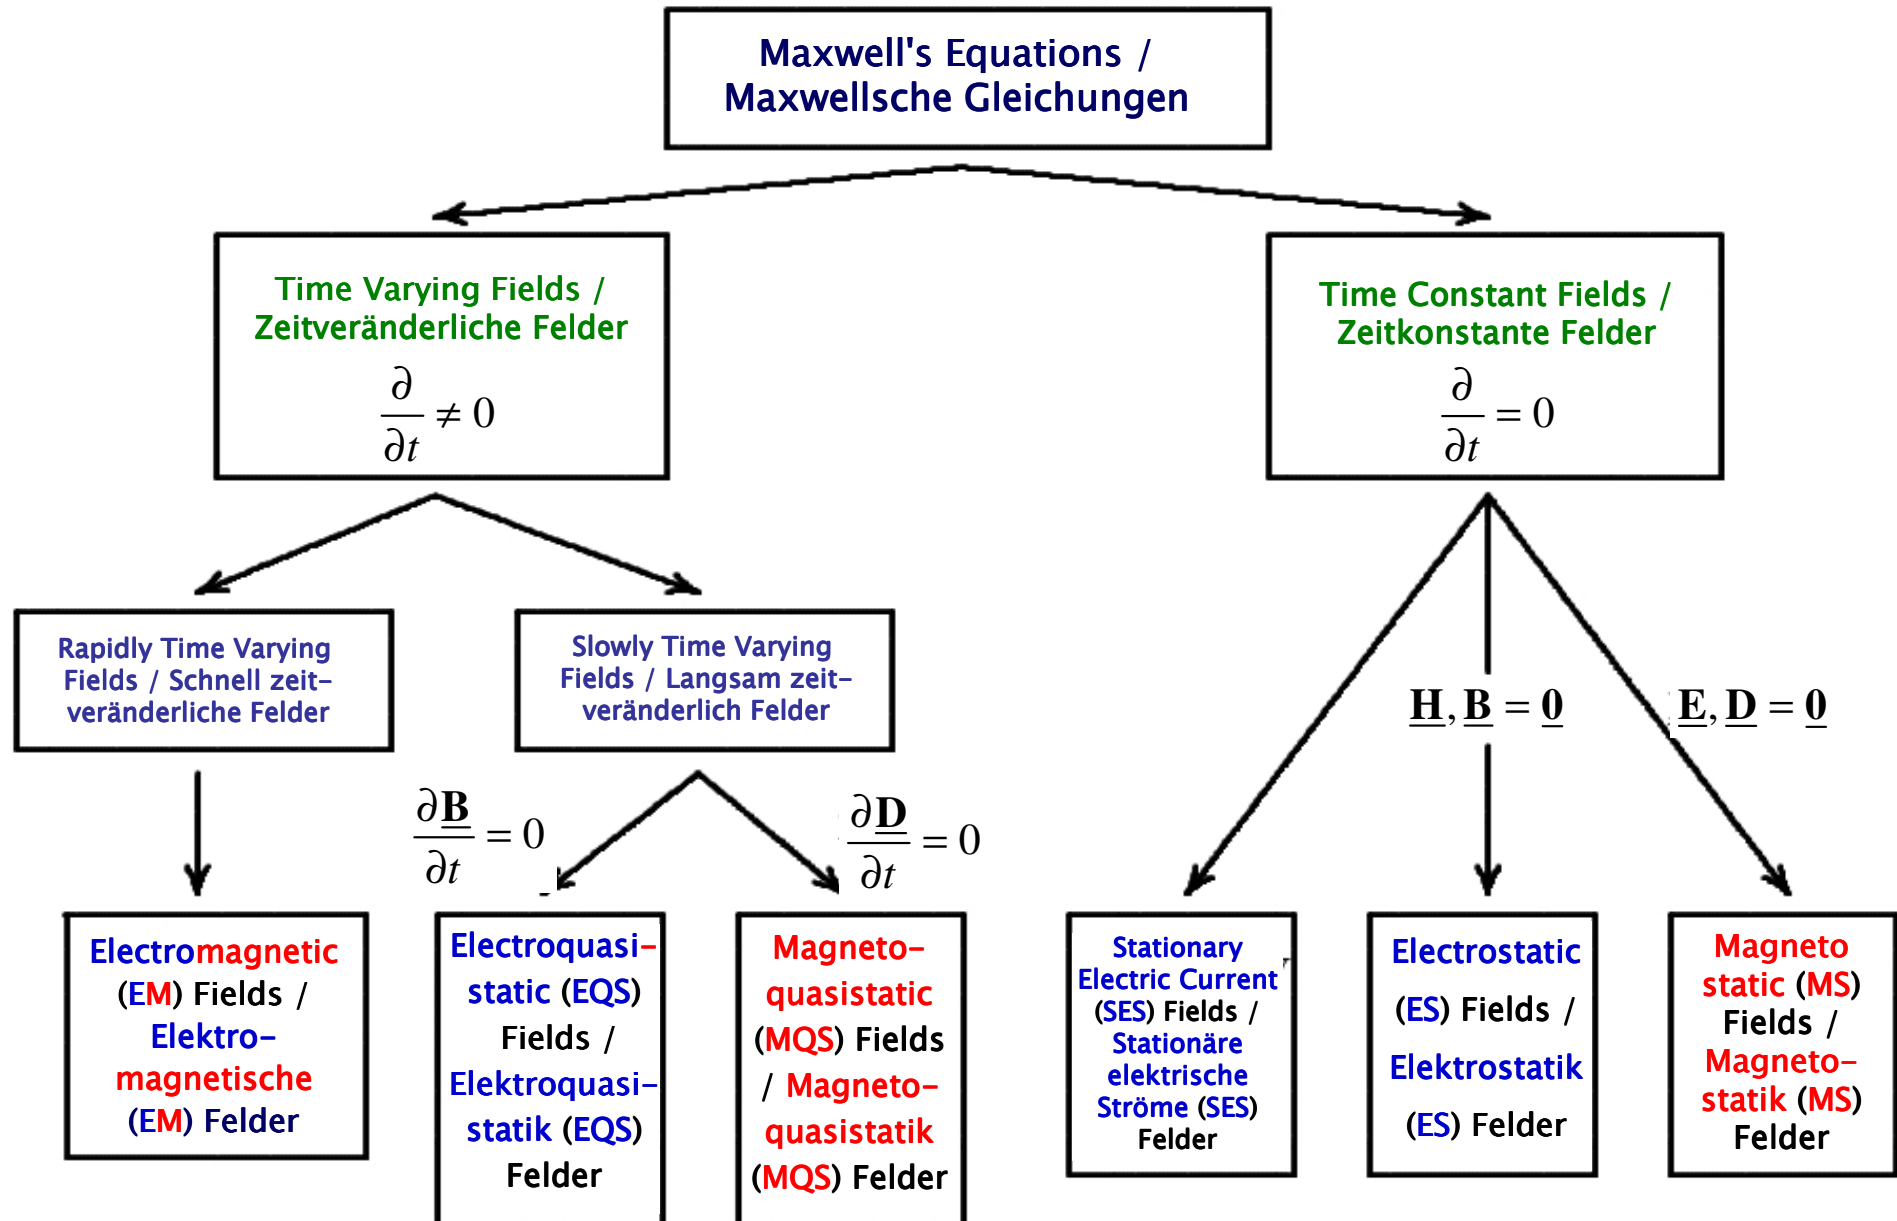 Maxwell's Equations /
Maxwellsche Gleichungen
Time Varying Fields /
Zeitveränderliche Felder
∂/∂t ≠ 0
Time Constant Fields /
Zeitkonstante Felder
∂/∂t = 0
Rapidly Time Varying
Fields / Schnell zeit-
veränderliche Felder
Slowly Time Varying
Fields / Langsam zeit-
veränderlich Felder
H, B = 0
E, D = 0
∂B/∂t = 0
∂D/∂t = 0
Electromagnetic
(EM) Fields /
Elektro-
magnetische
(EM) Felder
Electroquasi-
static (EQS)
Fields /
Elektroquasi-
statik (EQS)
Felder
Magneto-
quasistatic
(MQS) Fields
/ Magneto-
quasistatik
(MQS) Felder
Stationary
Electric Current
(SES) Fields /
Stationäre
elektrische
Ströme (SES)
Felder
Electrostatic
(ES) Fields /
Elektrostatik
(ES) Felder
Magneto
static (MS)
Fields /
Magneto-
statik (MS)
Felder